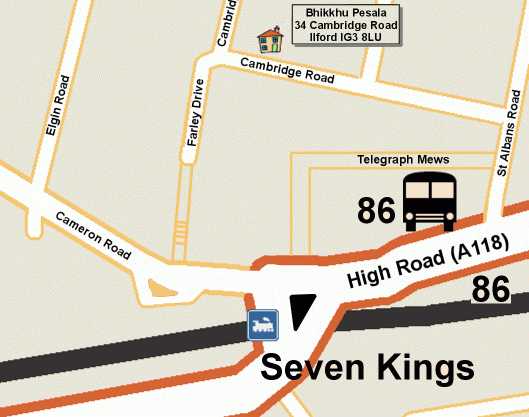 Bhikkhu Pesala
34 Cambridge Road
Ilford IG3 8LU
Cambrid
Cambridge Road
Elgin Road
Farley Drive
St Albans Road
Telegraph Mews
86
Cameron Road
High Road (A118)
86
Seven Kings